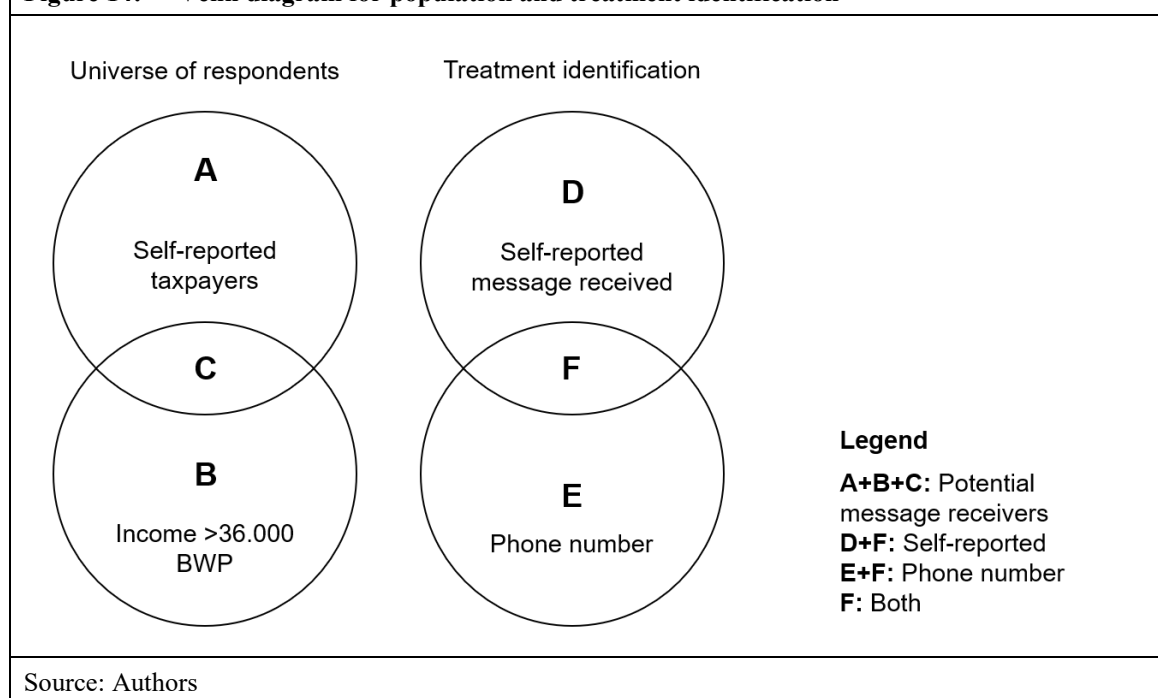 Universe of respondents
Treatment identification
A
Self-reported
taxpayers
C
B
Income >36.000
BWP
D
Self-reported
message received
F
E
Phone number
Legend
A+B+C: Potential
message receivers
D+F: Self-reported
E+F: Phone number
F: Both
Source: Authors